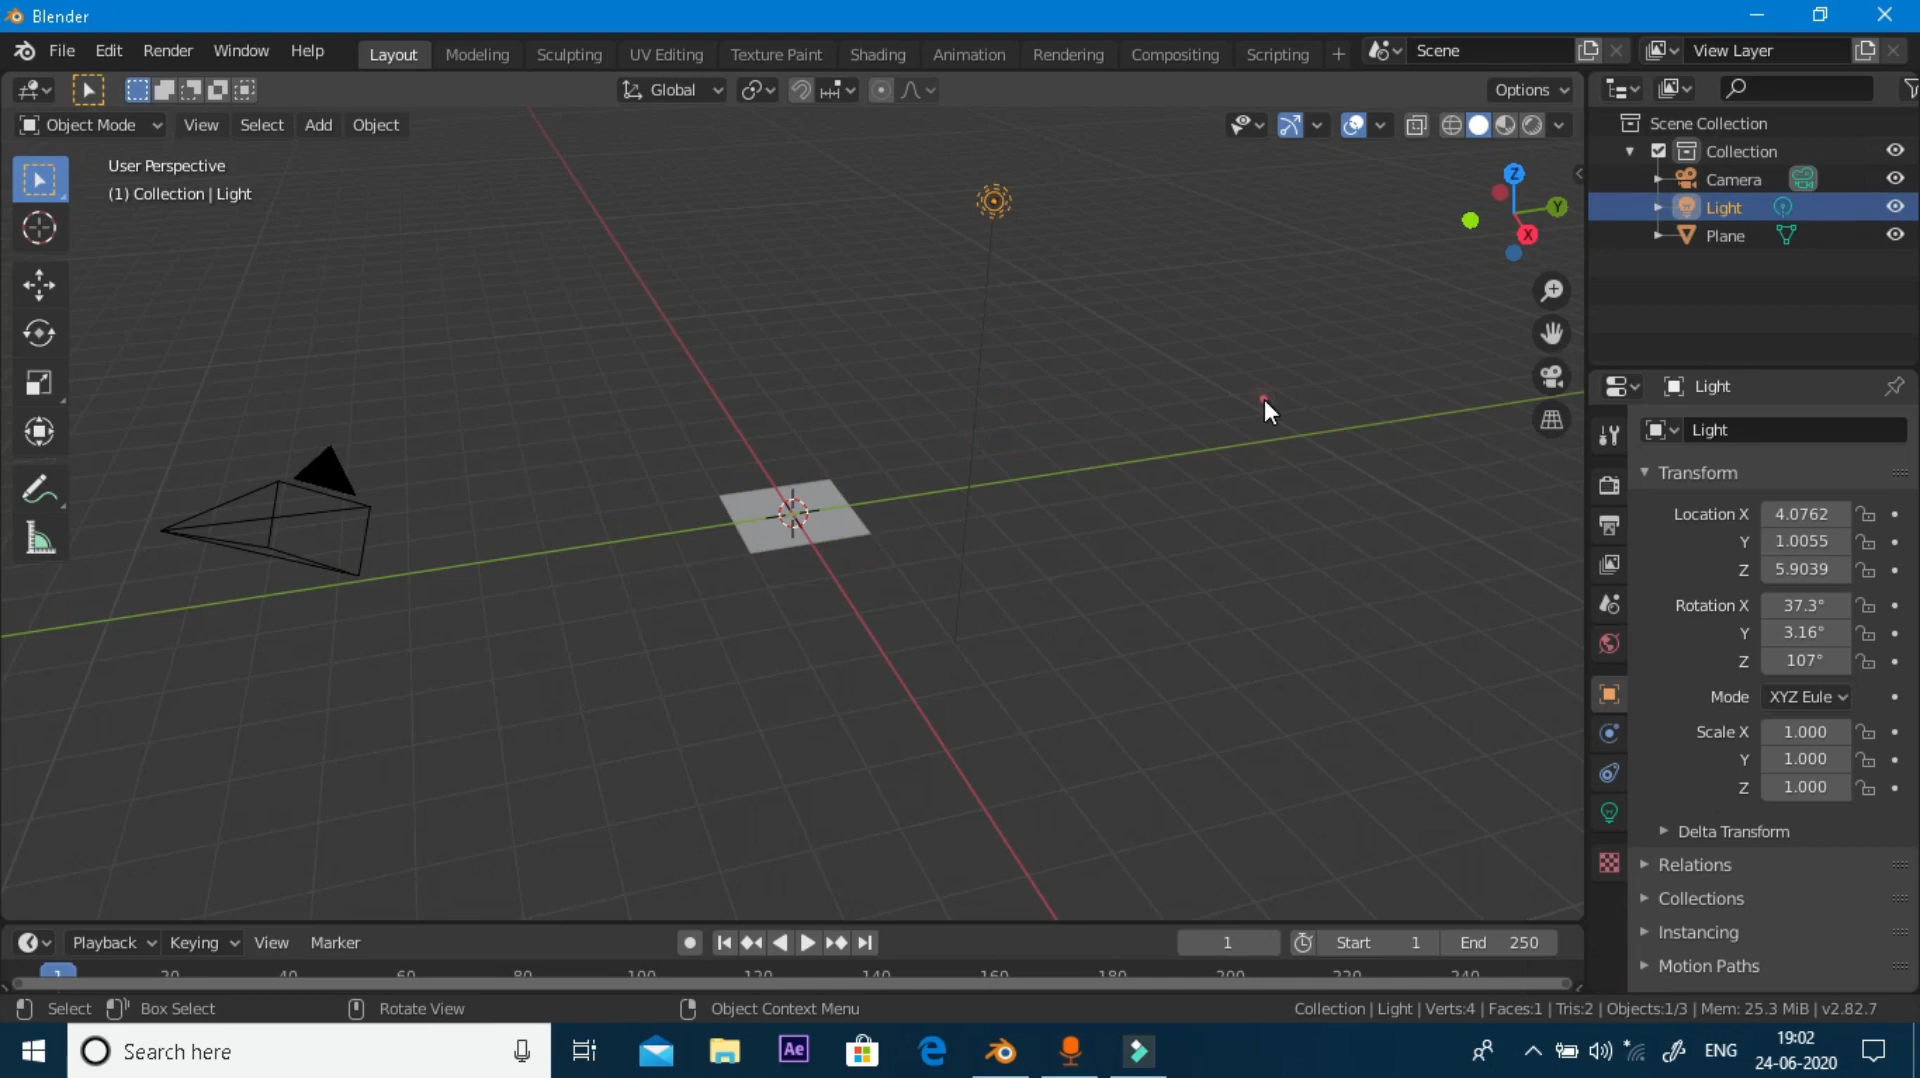 Blender
File Edit Render Window Help Layout Modeling Sculpting UV Editing Texture Paint Shading Animation Rendering Compositing Scripting + Scene View Layer
Global Options
Object Mode View Select Add Object
User Perspective
(1) Collection | Light
Z
Y
X
Scene Collection
Collection
Camera
Light
Plane
Light
Light
Transform
Location X 4.0762
Y 1.0055
Z 5.9039
Rotation X 37.3°
Y 3.16°
Z 107°
Mode XYZ Eule
Scale X 1.000
Y 1.000
Z 1.000
Delta Transform
Relations
Collections
Instancing
Motion Paths
Playback Keying View Marker 1 Start 1 End 250
1 20 40 60 80 100 120 140 160 180 200 220 240
Select Box Select Rotate View Object Context Menu Collection | Light | Verts:4 | Faces:1 | Tris:2 | Objects:1/3 | Mem: 25.3 MiB | v2.82.7
Search here Ae ENG 19:02
24-06-2020